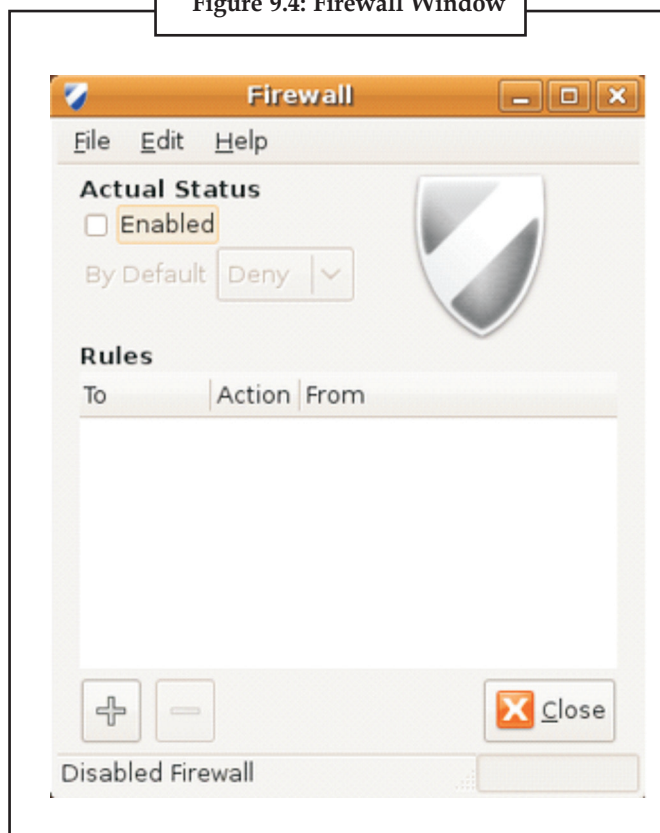 Figure 9.4: Firewall Window
Firewall
File Edit Help
Actual Status
Enabled
By Default Deny
Rules
To Action From
Close
Disabled Firewall